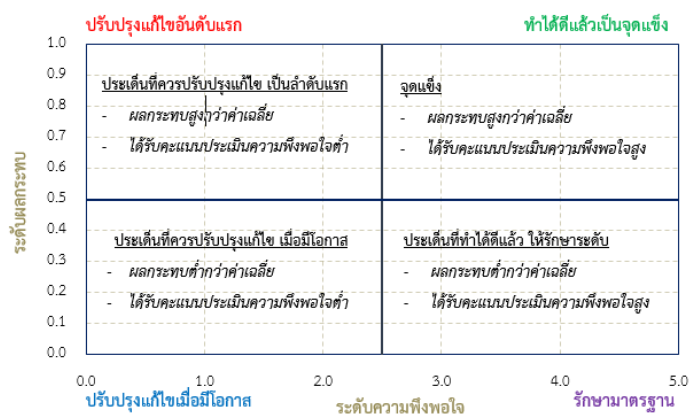 ปรับปรุงแก้ไขอันดับแรก
ทำได้ดีแล้วเป็นจุดแข็ง
1.0
0.9
0.8
0.7
0.6
0.5
0.4
0.3
0.2
0.1
0.0
ระดับผลกระทบ
ประเด็นที่ควรปรับปรุงแก้ไข เป็นลำดับแรก
- ผลกระทบสูงกว่าค่าเฉลี่ย
- ได้รับคะแนนประเมินความพึงพอใจต่ำ
จุดแข็ง
- ผลกระทบสูงกว่าค่าเฉลี่ย
- ได้รับคะแนนประเมินความพึงพอใจสูง
ประเด็นที่ควรปรับปรุงแก้ไข เมื่อมีโอกาส
- ผลกระทบต่ำกว่าค่าเฉลี่ย
- ได้รับคะแนนประเมินความพึงพอใจต่ำ
ประเด็นที่ทำได้ดีแล้ว ให้รักษาระดับ
- ผลกระทบต่ำกว่าค่าเฉลี่ย
- ได้รับคะแนนประเมินความพึงพอใจสูง
0.0 1.0 2.0 3.0 4.0 5.0
ปรับปรุงแก้ไขเมื่อมีโอกาส
ระดับความพึงพอใจ
รักษามาตรฐาน